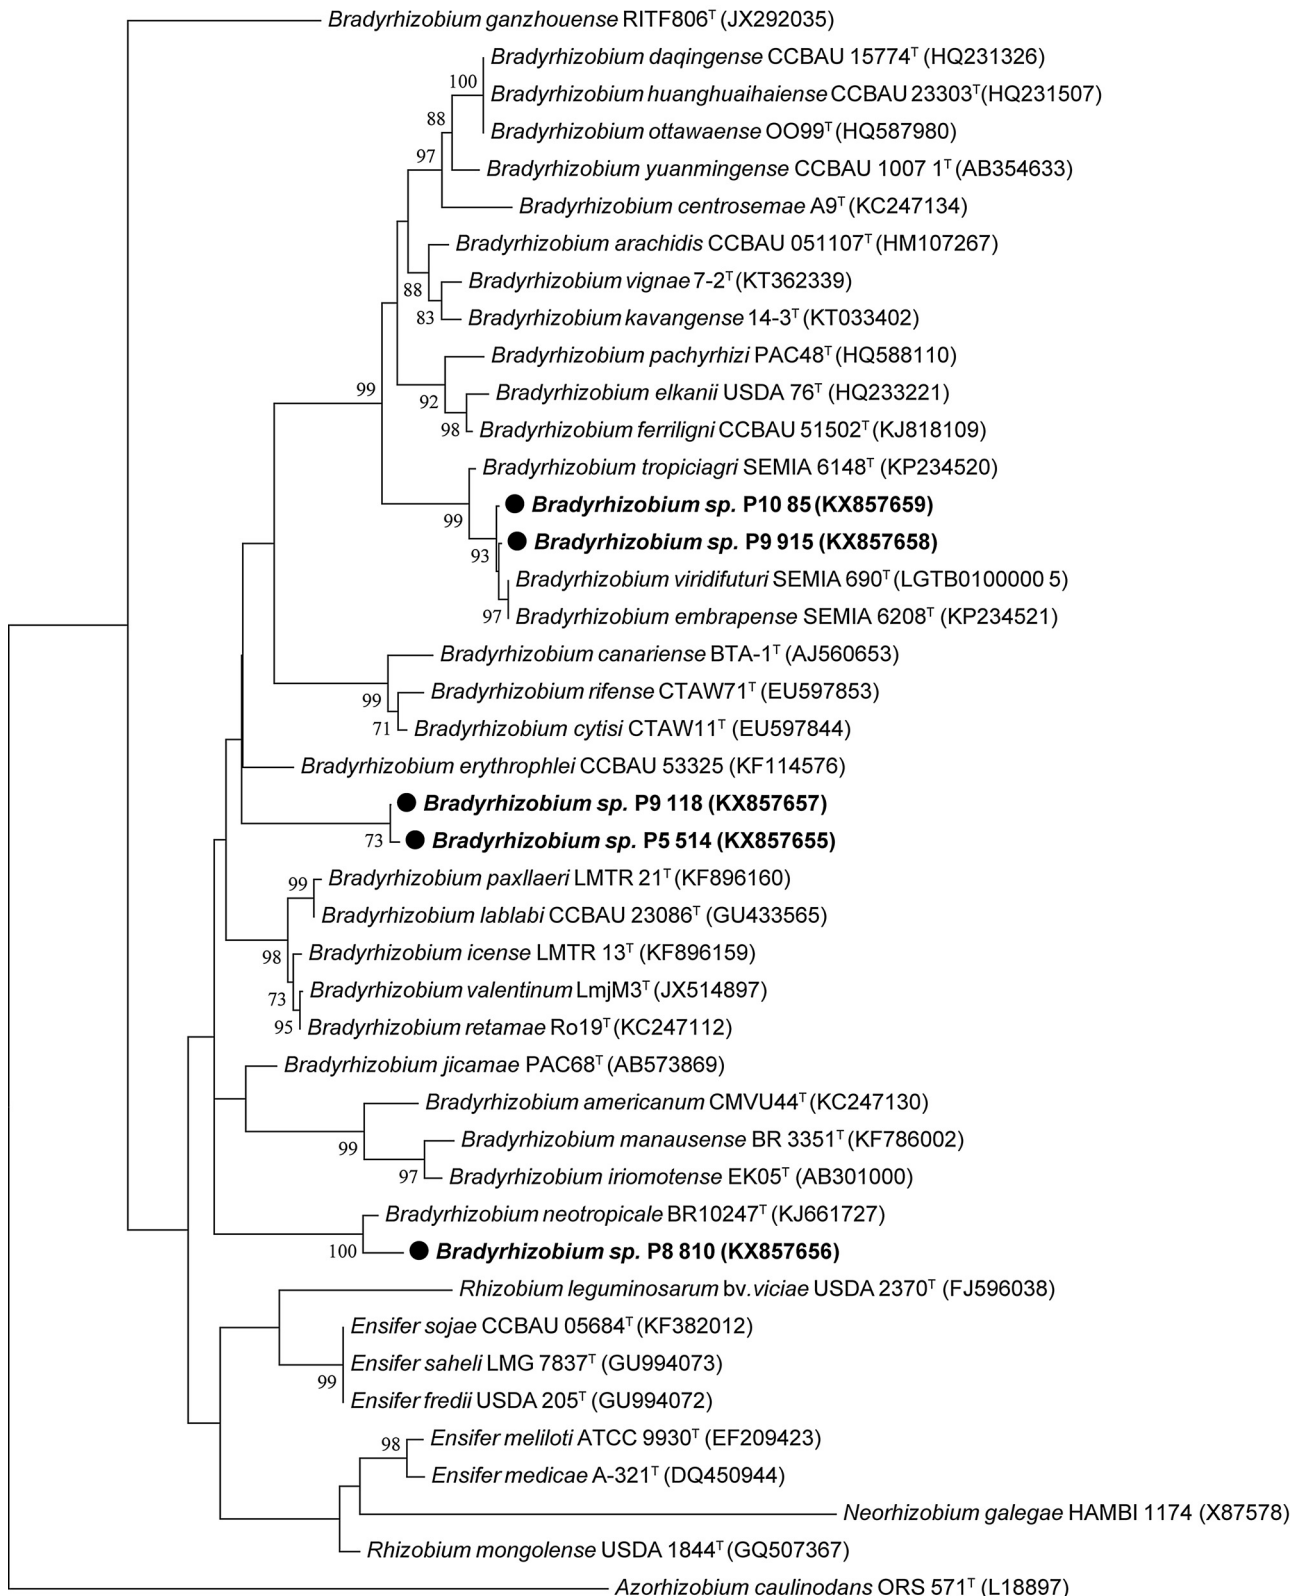 Bradyrhizobium ganzhouense RITF806ᵀ (JX292035)
Bradyrhizobium daqingense CCBAU 15774ᵀ (HQ231326)
100
Bradyrhizobium huanghuaihaiense CCBAU 23303ᵀ(HQ231507)
88
Bradyrhizobium ottawaense OO99ᵀ (HQ587980)
97
Bradyrhizobium yuanmingense CCBAU 1007 1ᵀ (AB354633)
Bradyrhizobium centrosemae A9ᵀ (KC247134)
Bradyrhizobium arachidis CCBAU 051107ᵀ (HM107267)
Bradyrhizobium vignae 7-2ᵀ (KT362339)
88
Bradyrhizobium kavangense 14-3ᵀ (KT033402)
83
Bradyrhizobium pachyrhizi PAC48ᵀ (HQ588110)
99
Bradyrhizobium elkanii USDA 76ᵀ (HQ233221)
92
Bradyrhizobium ferriligni CCBAU 51502ᵀ (KJ818109)
98
Bradyrhizobium tropiciagri SEMIA 6148ᵀ (KP234520)
Bradyrhizobium sp. P10 85 (KX857659)
99
Bradyrhizobium sp. P9 915 (KX857658)
93
Bradyrhizobium viridifuturi SEMIA 690ᵀ (LGTB0100000 5)
Bradyrhizobium embrapense SEMIA 6208ᵀ (KP234521)
97
Bradyrhizobium canariense BTA-1ᵀ (AJ560653)
Bradyrhizobium rifense CTAW71ᵀ (EU597853)
99
Bradyrhizobium cytisi CTAW11ᵀ (EU597844)
71
Bradyrhizobium erythrophlei CCBAU 53325 (KF114576)
Bradyrhizobium sp. P9 118 (KX857657)
Bradyrhizobium sp. P5 514 (KX857655)
73
Bradyrhizobium paxllaeri LMTR 21ᵀ (KF896160)
99
Bradyrhizobium lablabi CCBAU 23086ᵀ (GU433565)
Bradyrhizobium icense LMTR 13ᵀ (KF896159)
98
Bradyrhizobium valentinum LmjM3ᵀ (JX514897)
73
Bradyrhizobium retamae Ro19ᵀ (KC247112)
95
Bradyrhizobium jicamae PAC68ᵀ (AB573869)
Bradyrhizobium americanum CMVU44ᵀ (KC247130)
Bradyrhizobium manausense BR 3351ᵀ (KF786002)
99
Bradyrhizobium iriomotense EK05ᵀ (AB301000)
97
Bradyrhizobium neotropicale BR10247ᵀ (KJ661727)
Bradyrhizobium sp. P8 810 (KX857656)
100
Rhizobium leguminosarum bv.viciae USDA 2370ᵀ (FJ596038)
Ensifer sojae CCBAU 05684ᵀ (KF382012)
Ensifer saheli LMG 7837ᵀ (GU994073)
99
Ensifer fredii USDA 205ᵀ (GU994072)
Ensifer meliloti ATCC 9930ᵀ (EF209423)
98
Ensifer medicae A-321ᵀ (DQ450944)
Neorhizobium galegae HAMBI 1174 (X87578)
Rhizobium mongolense USDA 1844ᵀ (GQ507367)
Azorhizobium caulinodans ORS 571ᵀ (L18897)